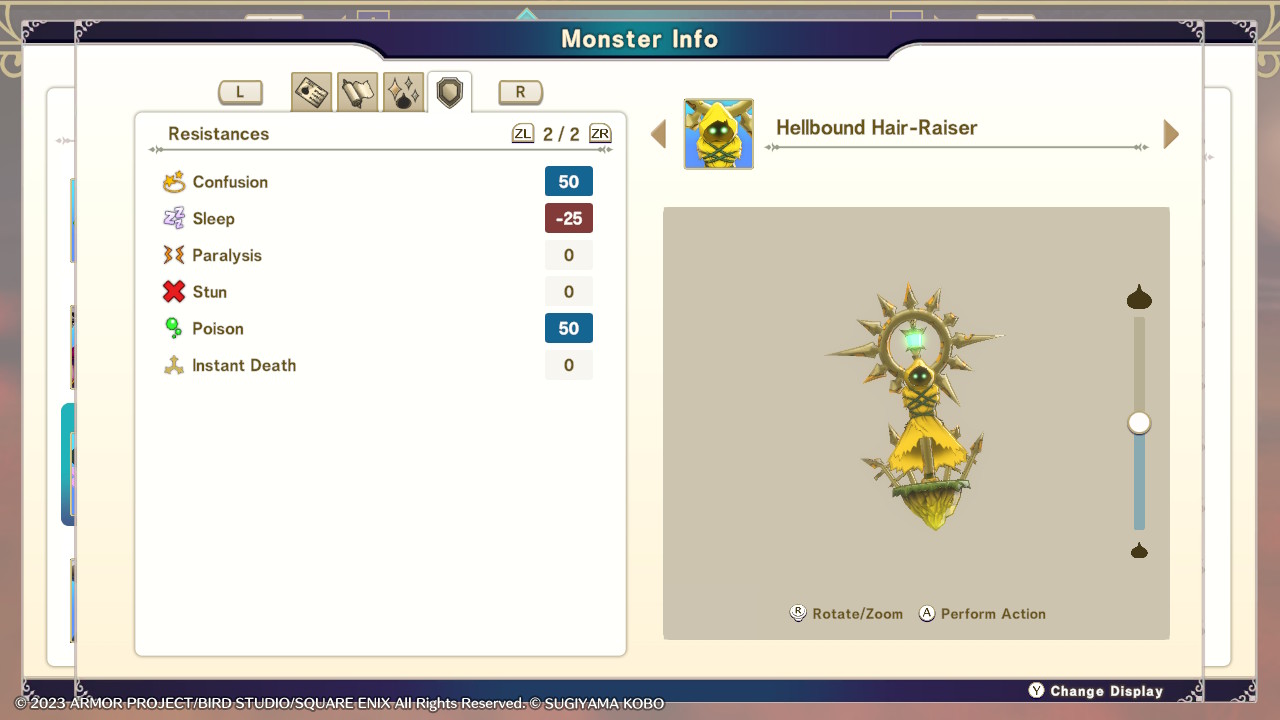 Monster Info
L
R
Resistances
ZL 2 / 2 ZR
Confusion 50
Sleep -25
Paralysis 0
Stun 0
Poison 50
Instant Death 0
Hellbound Hair-Raiser
R Rotate/Zoom A Perform Action
Y Change Display
© 2023 ARMOR PROJECT/BIRD STUDIO/SQUARE ENIX All Rights Reserved. © SUGIYAMA KOBO